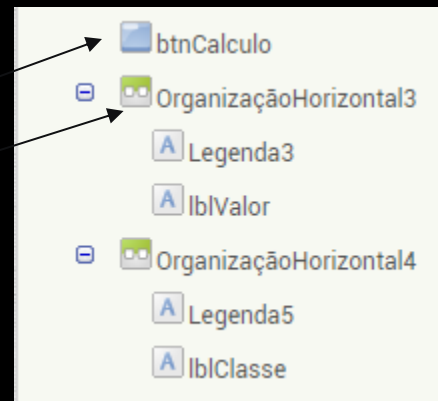 btnCalculo
OrganizaçãoHorizontal3
A Legenda3
A lblValor
OrganizaçãoHorizontal4
A Legenda5
A lblClasse